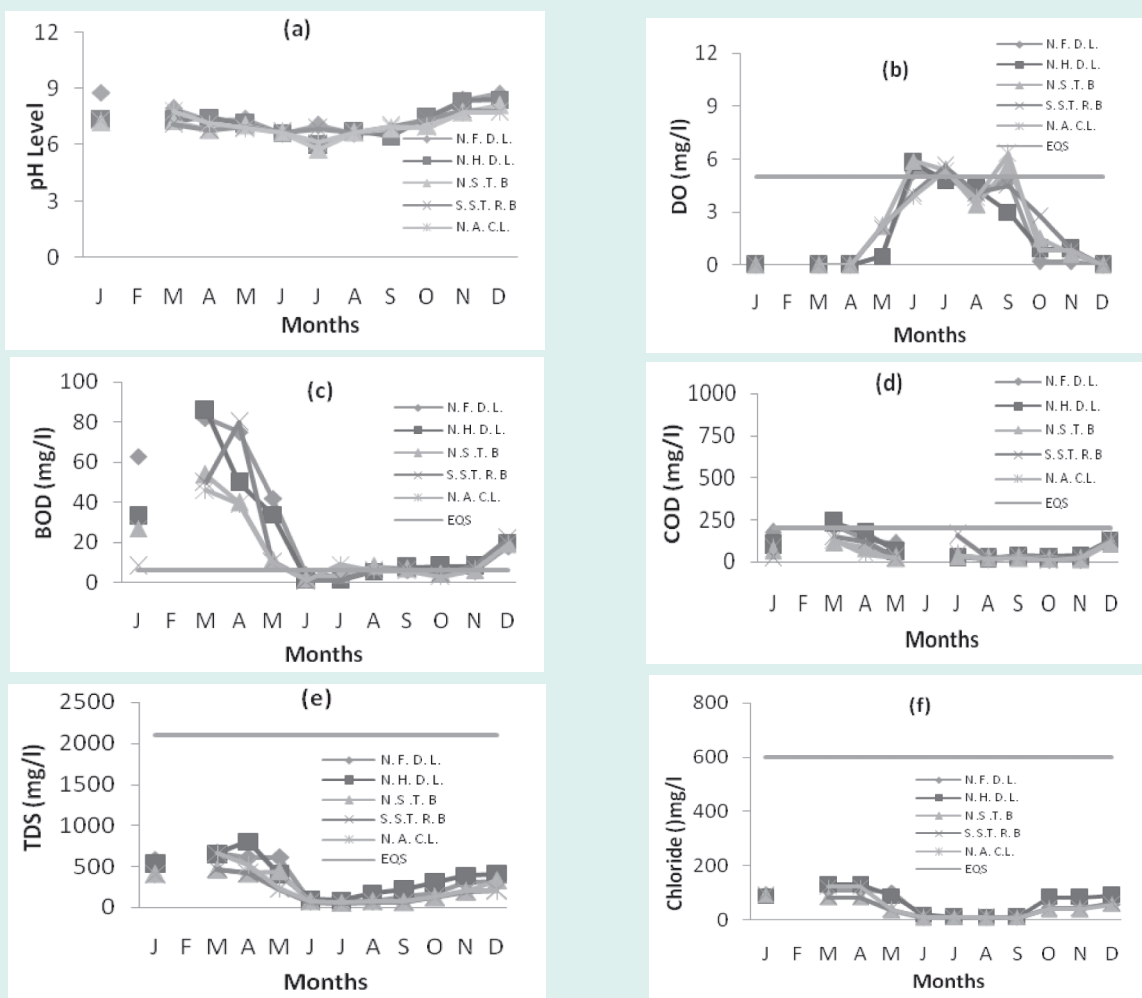 (a)
pH Level
12
9
6
3
0
N.F. D.L.
N.H. D.L.
N.S.T. B
S.S.T. R.B
N.A. C.L.
J F M A M J J A S O N D
Months
(b)
DO (mg/l)
12
9
6
3
0
N.F. D.L.
N.H. D.L.
N.S .T. B
S.S.T. R.B
N.A. C.L.
EQS
J F M A M J J A S O N D
Months
(c)
BOD (mg/l)
100
80
60
40
20
0
N.F. D.L.
N.H. D.L.
N.S .T. B
S.S.T. R.B
N.A. C.L.
EQS
J F M A M J J A S O N D
Months
(d)
COD (mg/l)
1000
750
500
250
0
N.F. D.L.
N.H. D.L.
N.S .T. B
S.S.T. R.B
N.A. C.L.
EQS
J F M A M J J A S O N D
Months
(e)
TDS (mg/l)
2500
2000
1500
1000
500
0
N.F. D.L.
N.H. D.L.
N.S .T. B
S.S.T. R.B
N.A. C.L.
EQS
J F M A M J J A S O N D
Months
(f)
Chloride ()mg/l
800
600
400
200
0
N.F. D.L.
N.H. D.L.
N.S .T. B
S.S.T. R.B
N.A. C.L.
EQS
J F M A M J J A S O N D
Months